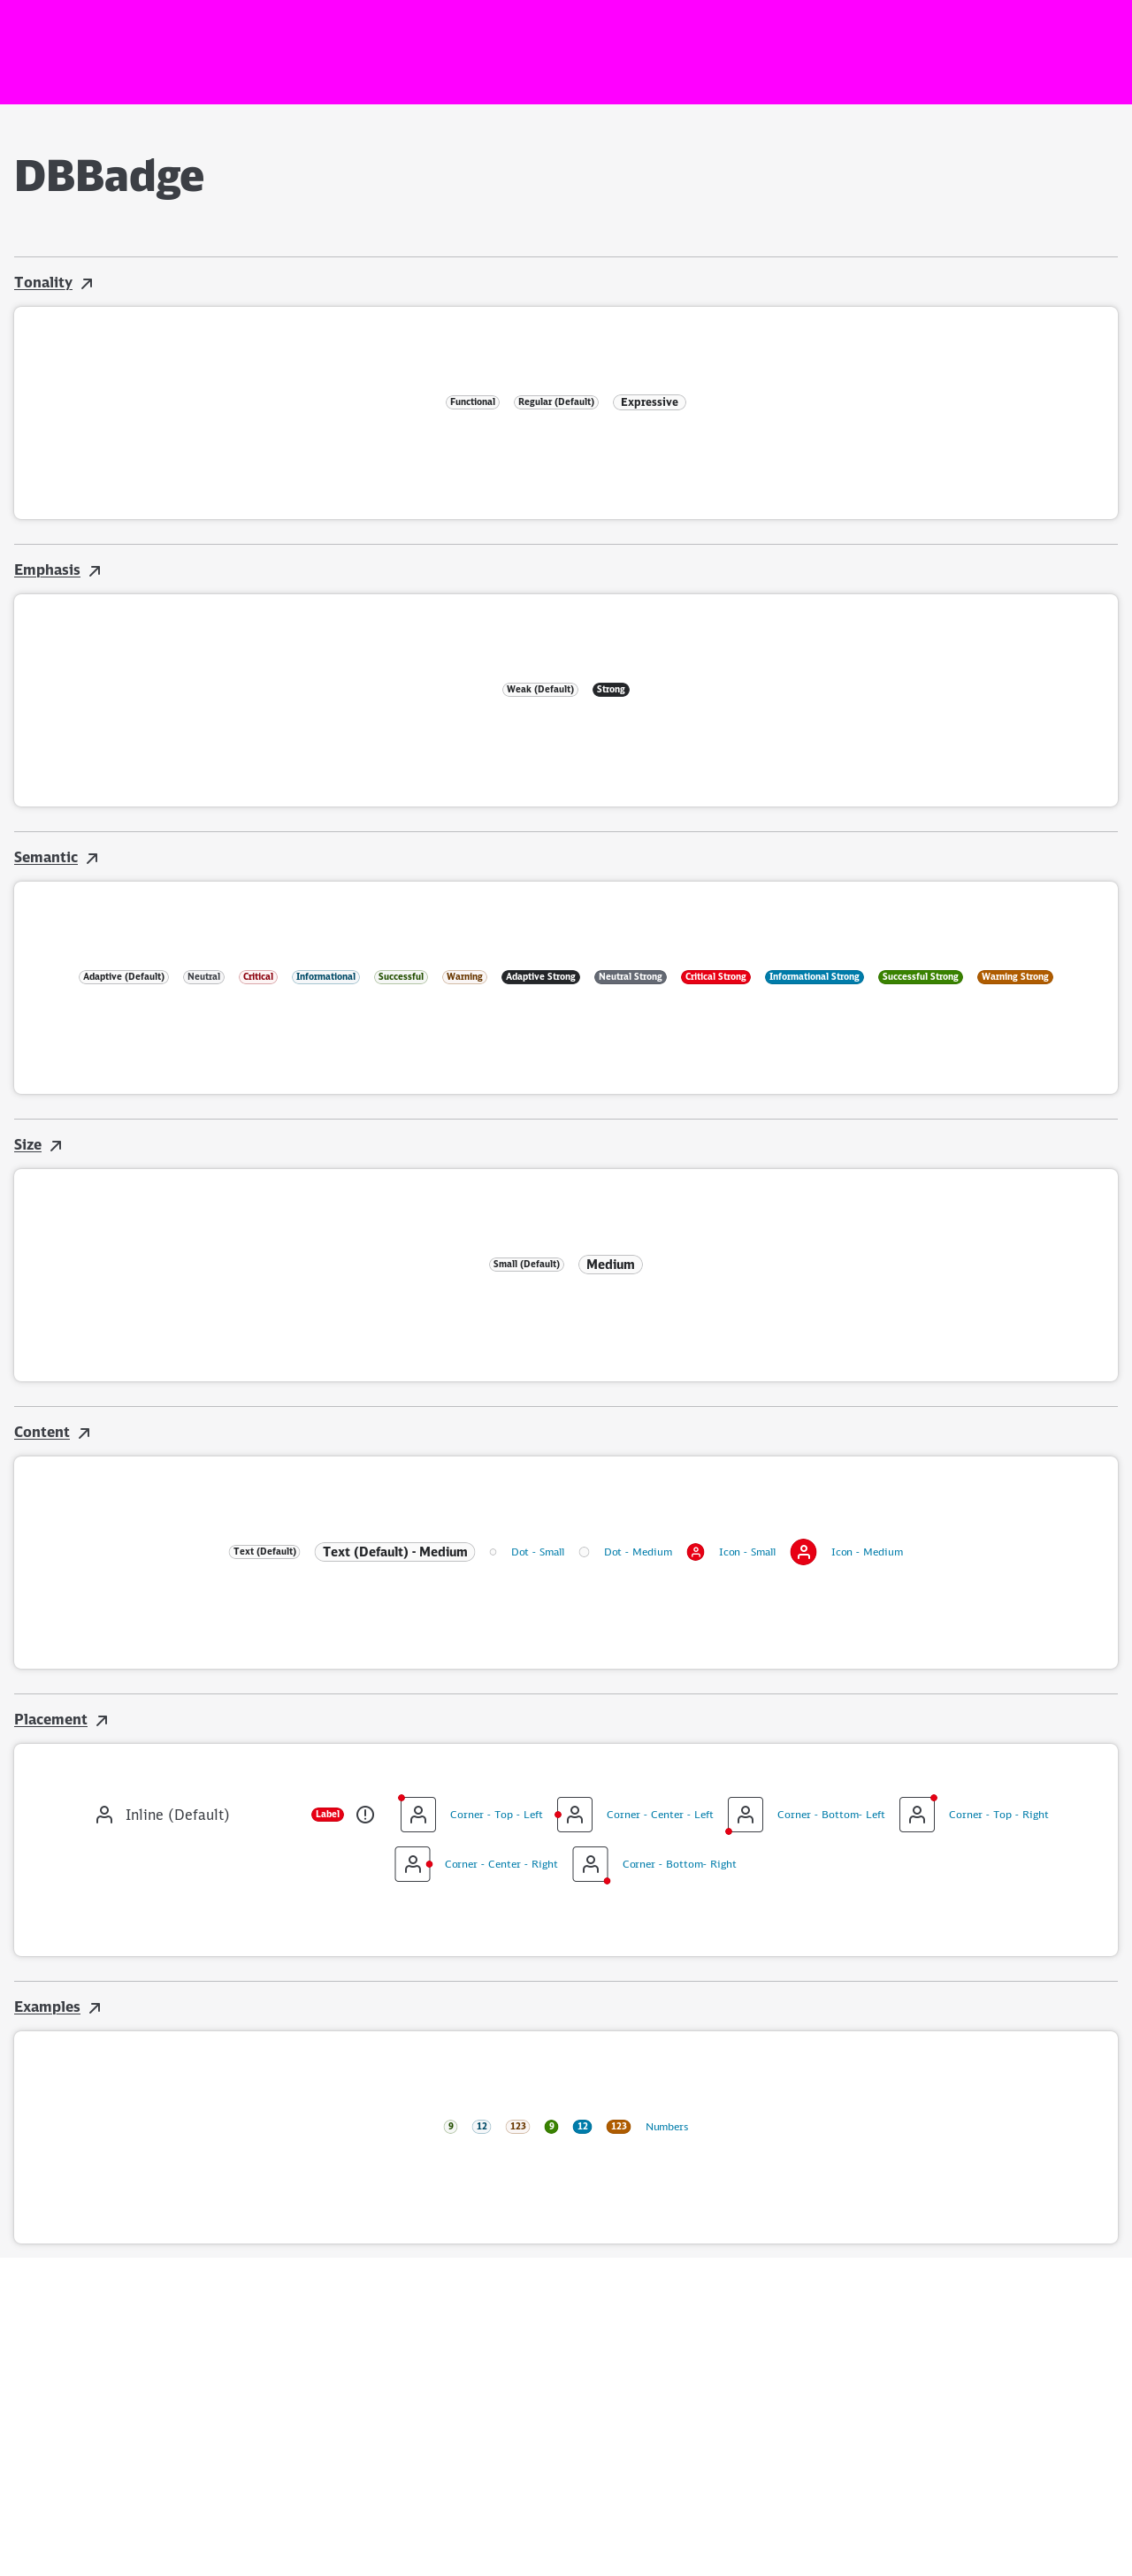 DBBadge
Tonality
Functional Regular (Default) Expressive
Emphasis
Weak (Default) Strong
Semantic
Adaptive (Default) Neutral Critical Informational Successful Warning Adaptive Strong Neutral Strong Critical Strong Informational Strong Successful Strong Warning Strong
Size
Small (Default) Medium
Content
Text (Default) Text (Default) - Medium Dot - Small Dot - Medium Icon - Small Icon - Medium
Placement
Inline (Default) Label Corner - Top - Left Corner - Center - Left Corner - Bottom- Left Corner - Top - Right
Corner - Center - Right Corner - Bottom- Right
Examples
9 12 123 9 12 123 Numbers